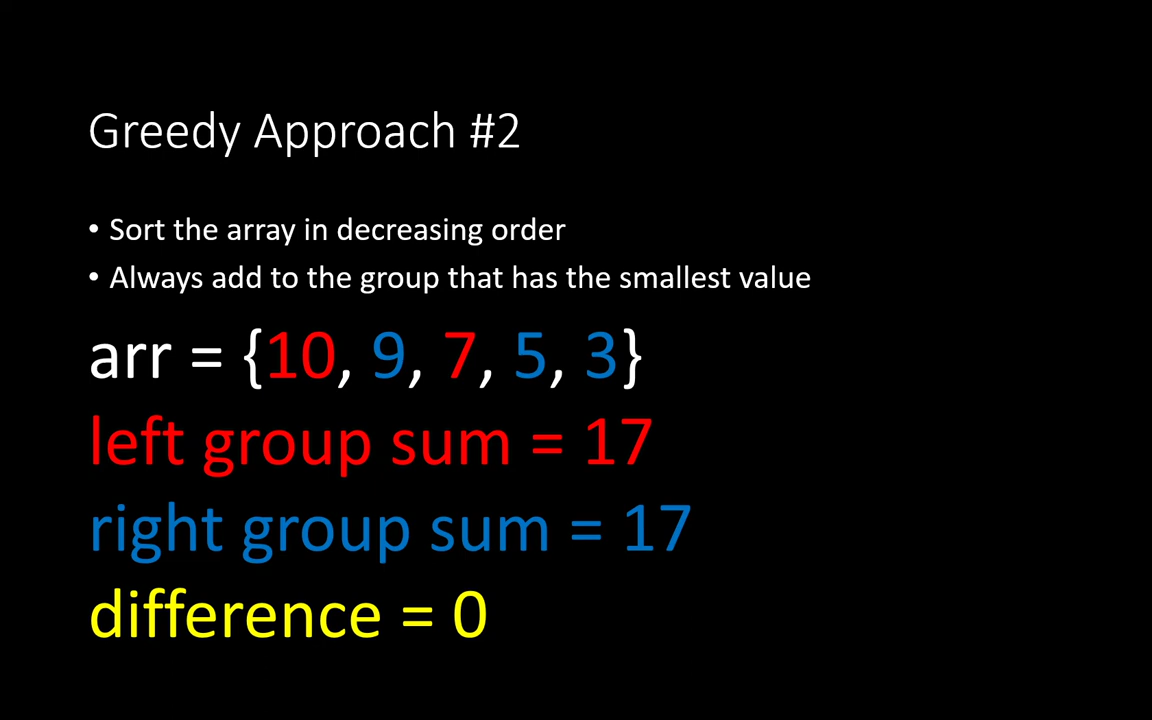 Greedy Approach #2
• Sort the array in decreasing order
• Always add to the group that has the smallest value
arr = {10, 9, 7, 5, 3}
left group sum = 17
right group sum = 17
difference = 0